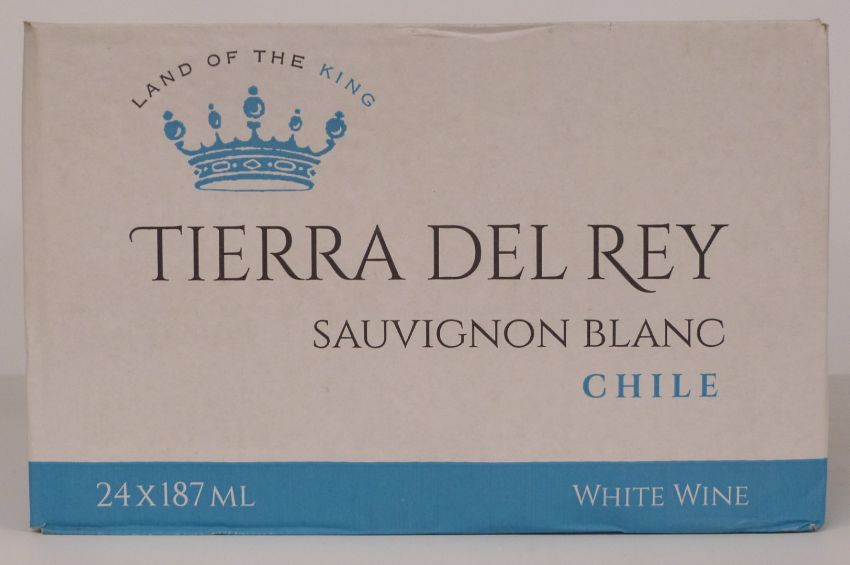 LAND OF THE KING
TIERRA DEL REY
SAUVIGNON BLANC
CHILE
24 X 187 ML
WHITE WINE